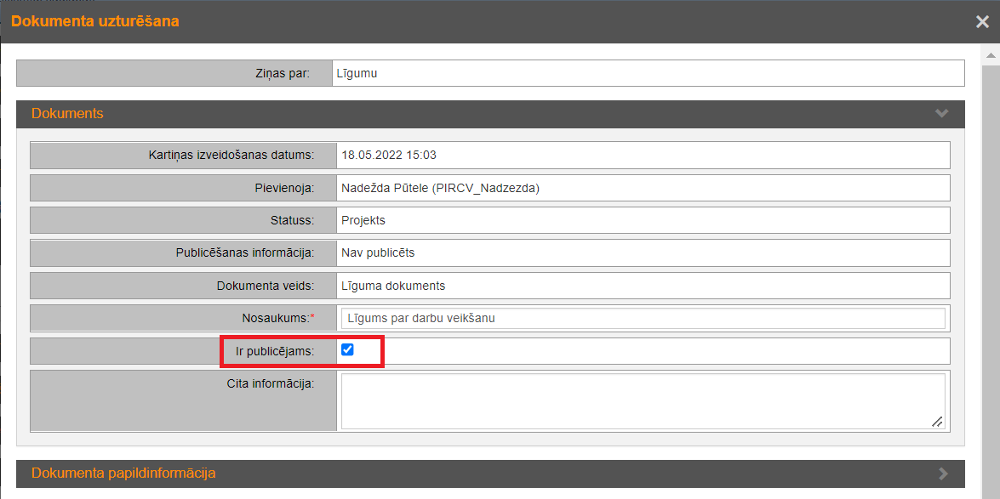 Dokumenta uzturēšana
Ziņas par: Līgumu
Dokuments
Kartiņas izveidošanas datums: 18.05.2022 15:03
Pievienoja: Nadežda Pūtele (PIRCV_Nadzezda)
Statuss: Projekts
Publicēšanas informācija: Nav publicēts
Dokumenta veids: Līguma dokuments
Nosaukums:* Līgums par darbu veikšanu
Ir publicējams:
Cita informācija:
Dokumenta papildinformācija